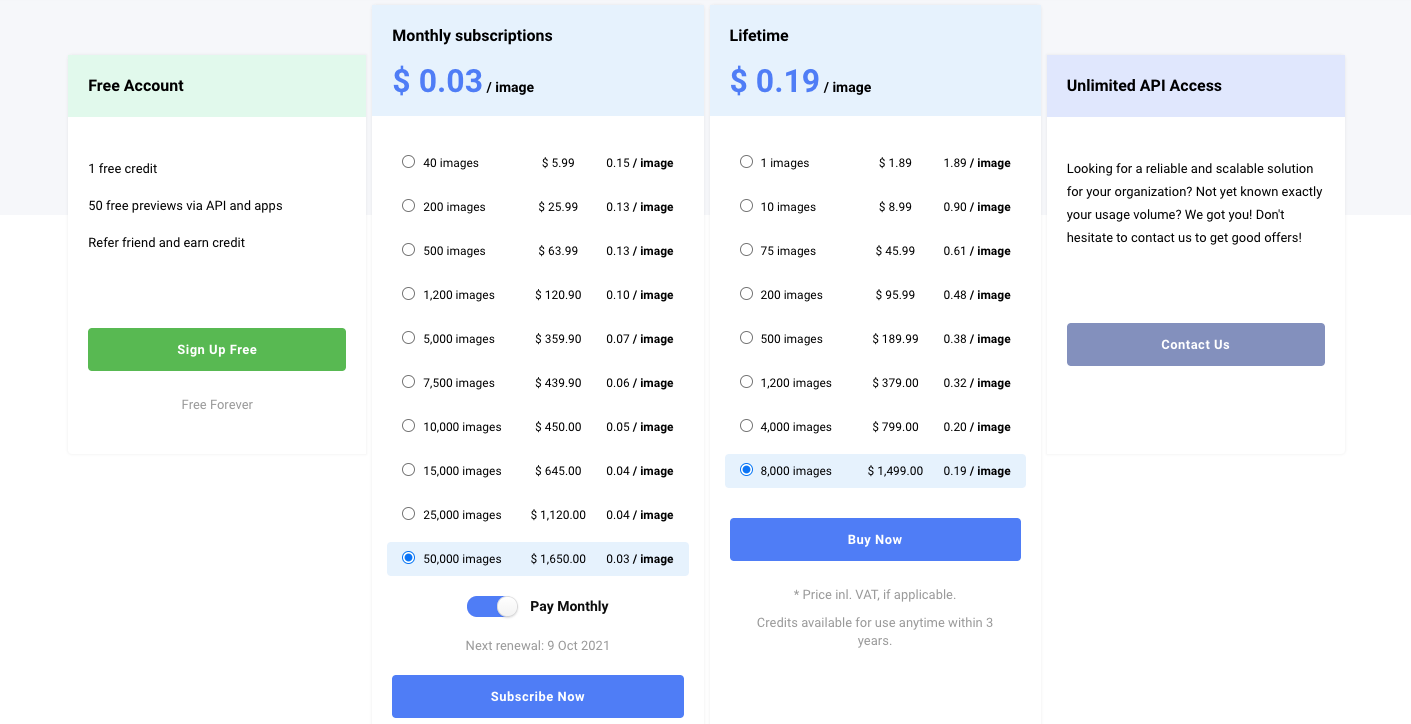 Free Account
1 free credit
50 free previews via API and apps
Refer friend and earn credit
Sign Up Free
Free Forever
Monthly subscriptions
$ 0.03 / image
40 images $ 5.99 0.15 / image
200 images $ 25.99 0.13 / image
500 images $ 63.99 0.13 / image
1,200 images $ 120.90 0.10 / image
5,000 images $ 359.90 0.07 / image
7,500 images $ 439.90 0.06 / image
10,000 images $ 450.00 0.05 / image
15,000 images $ 645.00 0.04 / image
25,000 images $ 1,120.00 0.04 / image
50,000 images $ 1,650.00 0.03 / image
Pay Monthly
Next renewal: 9 Oct 2021
Subscribe Now
Lifetime
$ 0.19 / image
1 images $ 1.89 1.89 / image
10 images $ 8.99 0.90 / image
75 images $ 45.99 0.61 / image
200 images $ 95.99 0.48 / image
500 images $ 189.99 0.38 / image
1,200 images $ 379.00 0.32 / image
4,000 images $ 799.00 0.20 / image
8,000 images $ 1,499.00 0.19 / image
Buy Now
* Price inl. VAT, if applicable.
Credits available for use anytime within 3
years.
Unlimited API Access
Looking for a reliable and scalable solution
for your organization? Not yet known exactly
your usage volume? We got you! Don't
hesitate to contact us to get good offers!
Contact Us